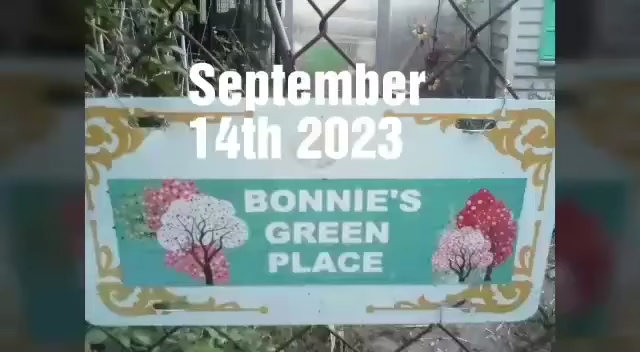 September
14th 2023
BONNIE'S
GREEN
PLACE